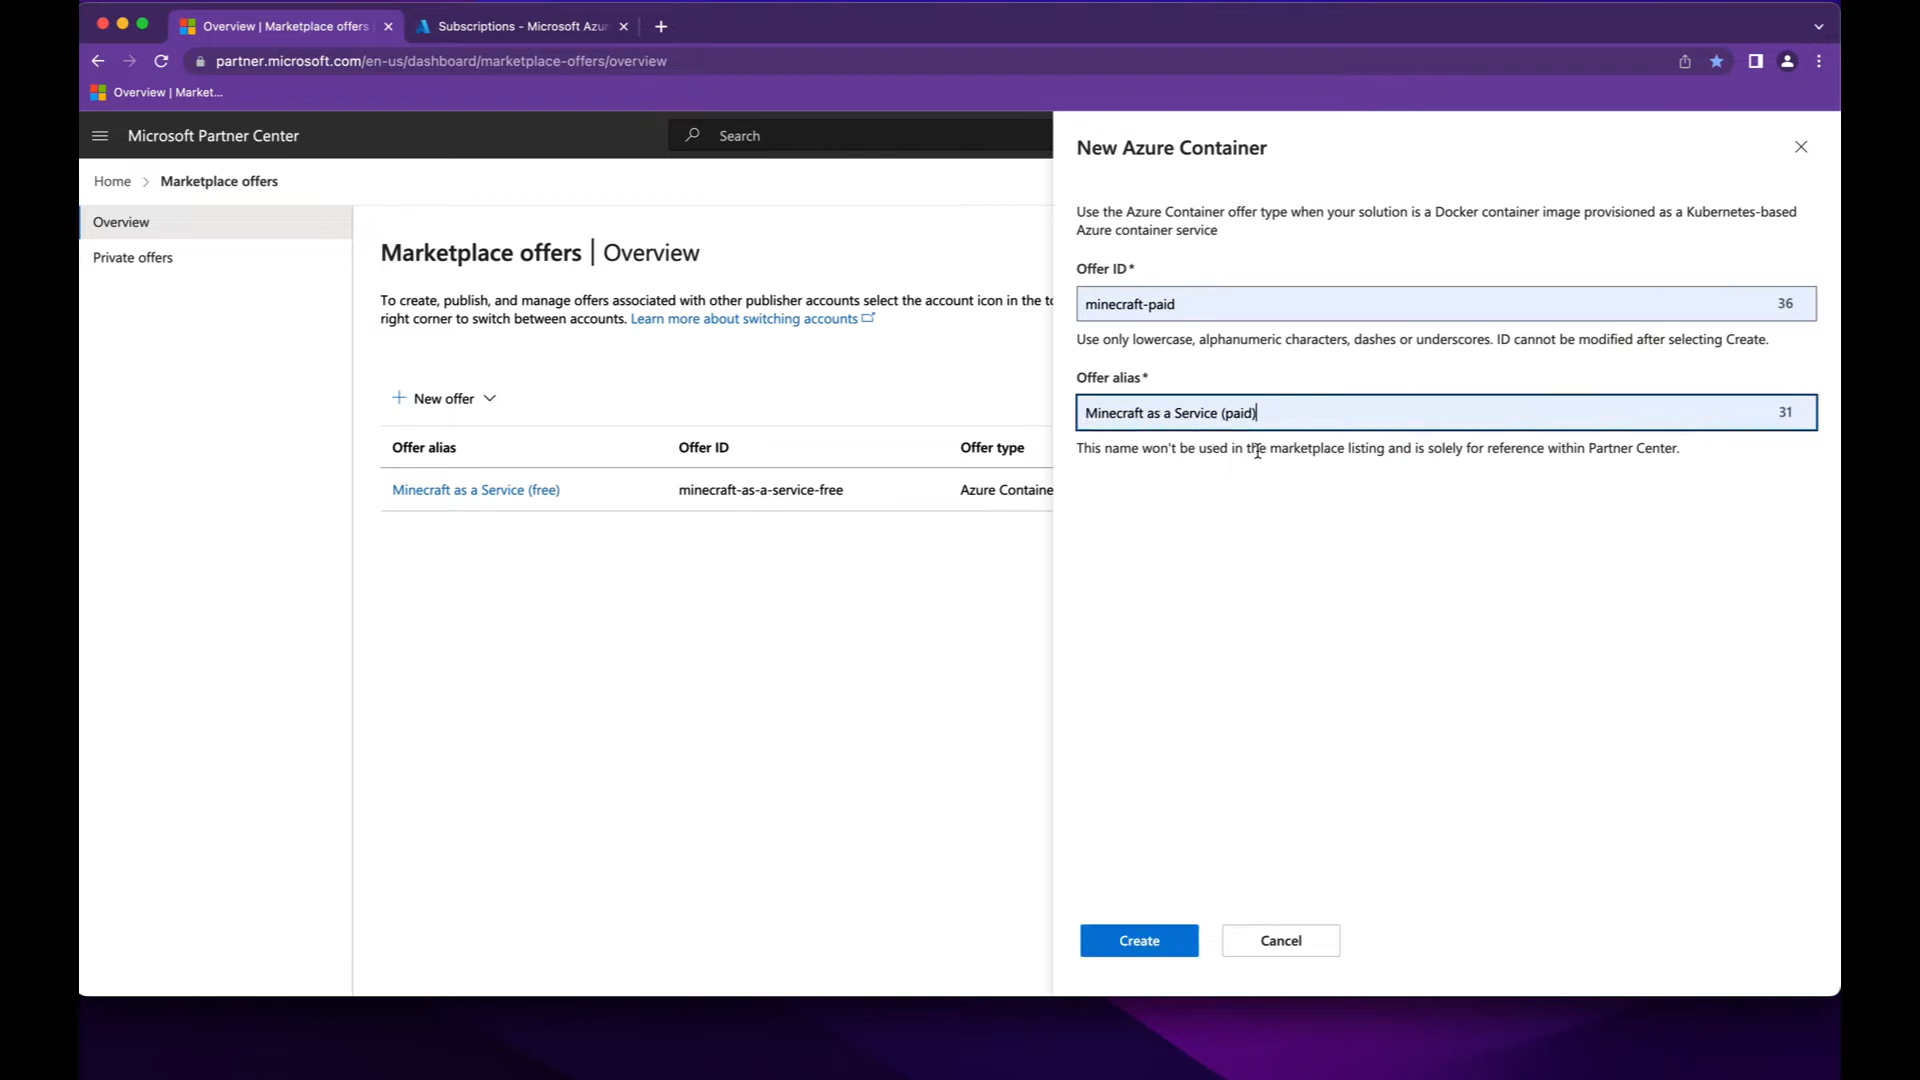 Overview | Marketplace offers
Subscriptions - Microsoft Azur
partner.microsoft.com/en-us/dashboard/marketplace-offers/overview
Overview | Market...
Microsoft Partner Center
Search
Home > Marketplace offers
Overview
Private offers
Marketplace offers | Overview
To create, publish, and manage offers associated with other publisher accounts select the account icon in the to
right corner to switch between accounts. Learn more about switching accounts
New offer
Offer alias Offer ID Offer type
Minecraft as a Service (free) minecraft-as-a-service-free Azure Containe
New Azure Container
Use the Azure Container offer type when your solution is a Docker container image provisioned as a Kubernetes-based
Azure container service
Offer ID*
minecraft-paid 36
Use only lowercase, alphanumeric characters, dashes or underscores. ID cannot be modified after selecting Create.
Offer alias*
Minecraft as a Service (paid) 31
This name won't be used in the marketplace listing and is solely for reference within Partner Center.
Create Cancel